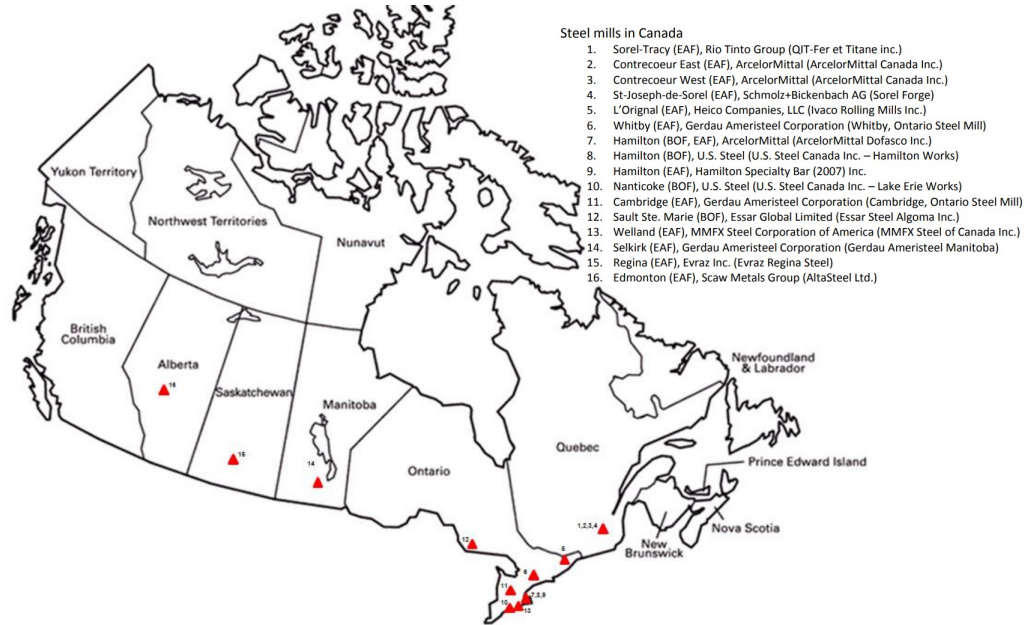 Steel mills in Canada
1. Sorel-Tracy (EAF), Rio Tinto Group (QIT-Fer et Titane inc.)
2. Contrecoeur East (EAF), ArcelorMittal (ArcelorMittal Canada Inc.)
3. Contrecoeur West (EAF), ArcelorMittal (ArcelorMittal Canada Inc.)
4. St-Joseph-de-Sorel (EAF), Schmolz+Bickenbach AG (Sorel Forge)
5. L'Orignal (EAF), Heico Companies, LLC (Ivaco Rolling Mills Inc.)
6. Whitby (EAF), Gerdau Ameristeel Corporation (Whitby, Ontario Steel Mill)
7. Hamilton (BOF, EAF), ArcelorMittal (ArcelorMittal Dofasco Inc.)
8. Hamilton (BOF), U.S. Steel (U.S. Steel Canada Inc. – Hamilton Works)
9. Hamilton (EAF), Hamilton Specialty Bar (2007) Inc.
10. Nanticoke (BOF), U.S. Steel (U.S. Steel Canada Inc. – Lake Erie Works)
11. Cambridge (EAF), Gerdau Ameristeel Corporation (Cambridge, Ontario Steel Mill)
12. Sault Ste. Marie (BOF), Essar Global Limited (Essar Steel Algoma Inc.)
13. Welland (EAF), MMFX Steel Corporation of America (MMFX Steel of Canada Inc.)
14. Selkirk (EAF), Gerdau Ameristeel Corporation (Gerdau Ameristeel Manitoba)
15. Regina (EAF), Evraz Inc. (Evraz Regina Steel)
16. Edmonton (EAF), Scaw Metals Group (AltaSteel Ltd.)
Yukon Territory
Northwest Territories
Nunavut
British
Columbia
Alberta
16
Saskatchewan
15
Manitoba
14
Ontario
12
Quebec
1,2,3,4
Newfoundland
& Labrador
Prince Edward Island
Nova Scotia
New
Brunswick
5
6
11
7,8,9
10
13